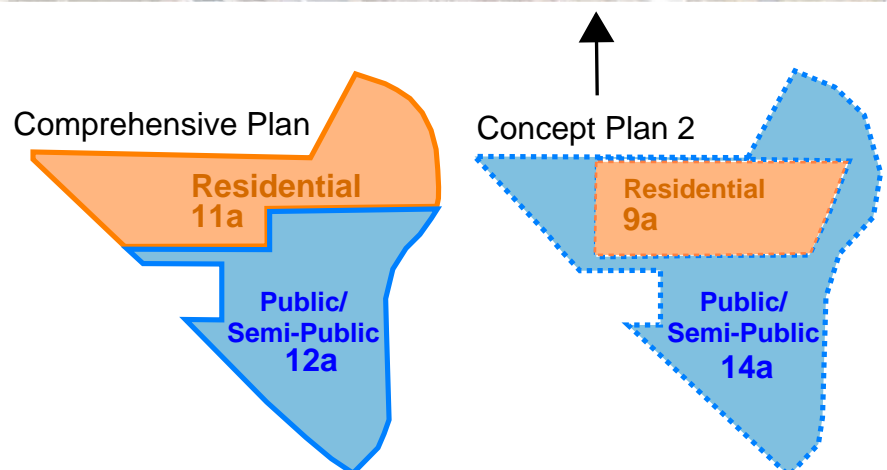 Comprehensive Plan
Residential
11a
Public/
Semi-Public
12a
Concept Plan 2
Residential
9a
Public/
Semi-Public
14a